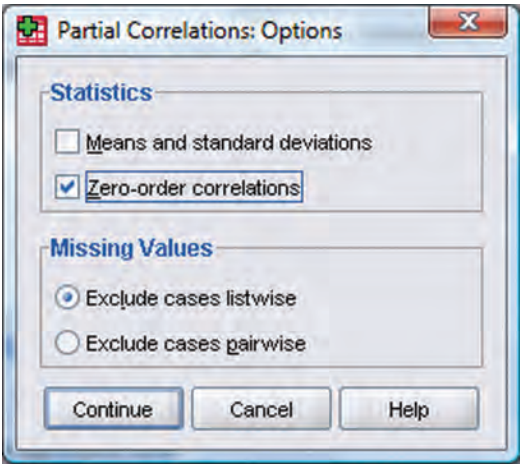 Partial Correlations: Options
Statistics
Means and standard deviations
Zero-order correlations
Missing Values
Exclude cases listwise
Exclude cases pairwise
Continue Cancel Help